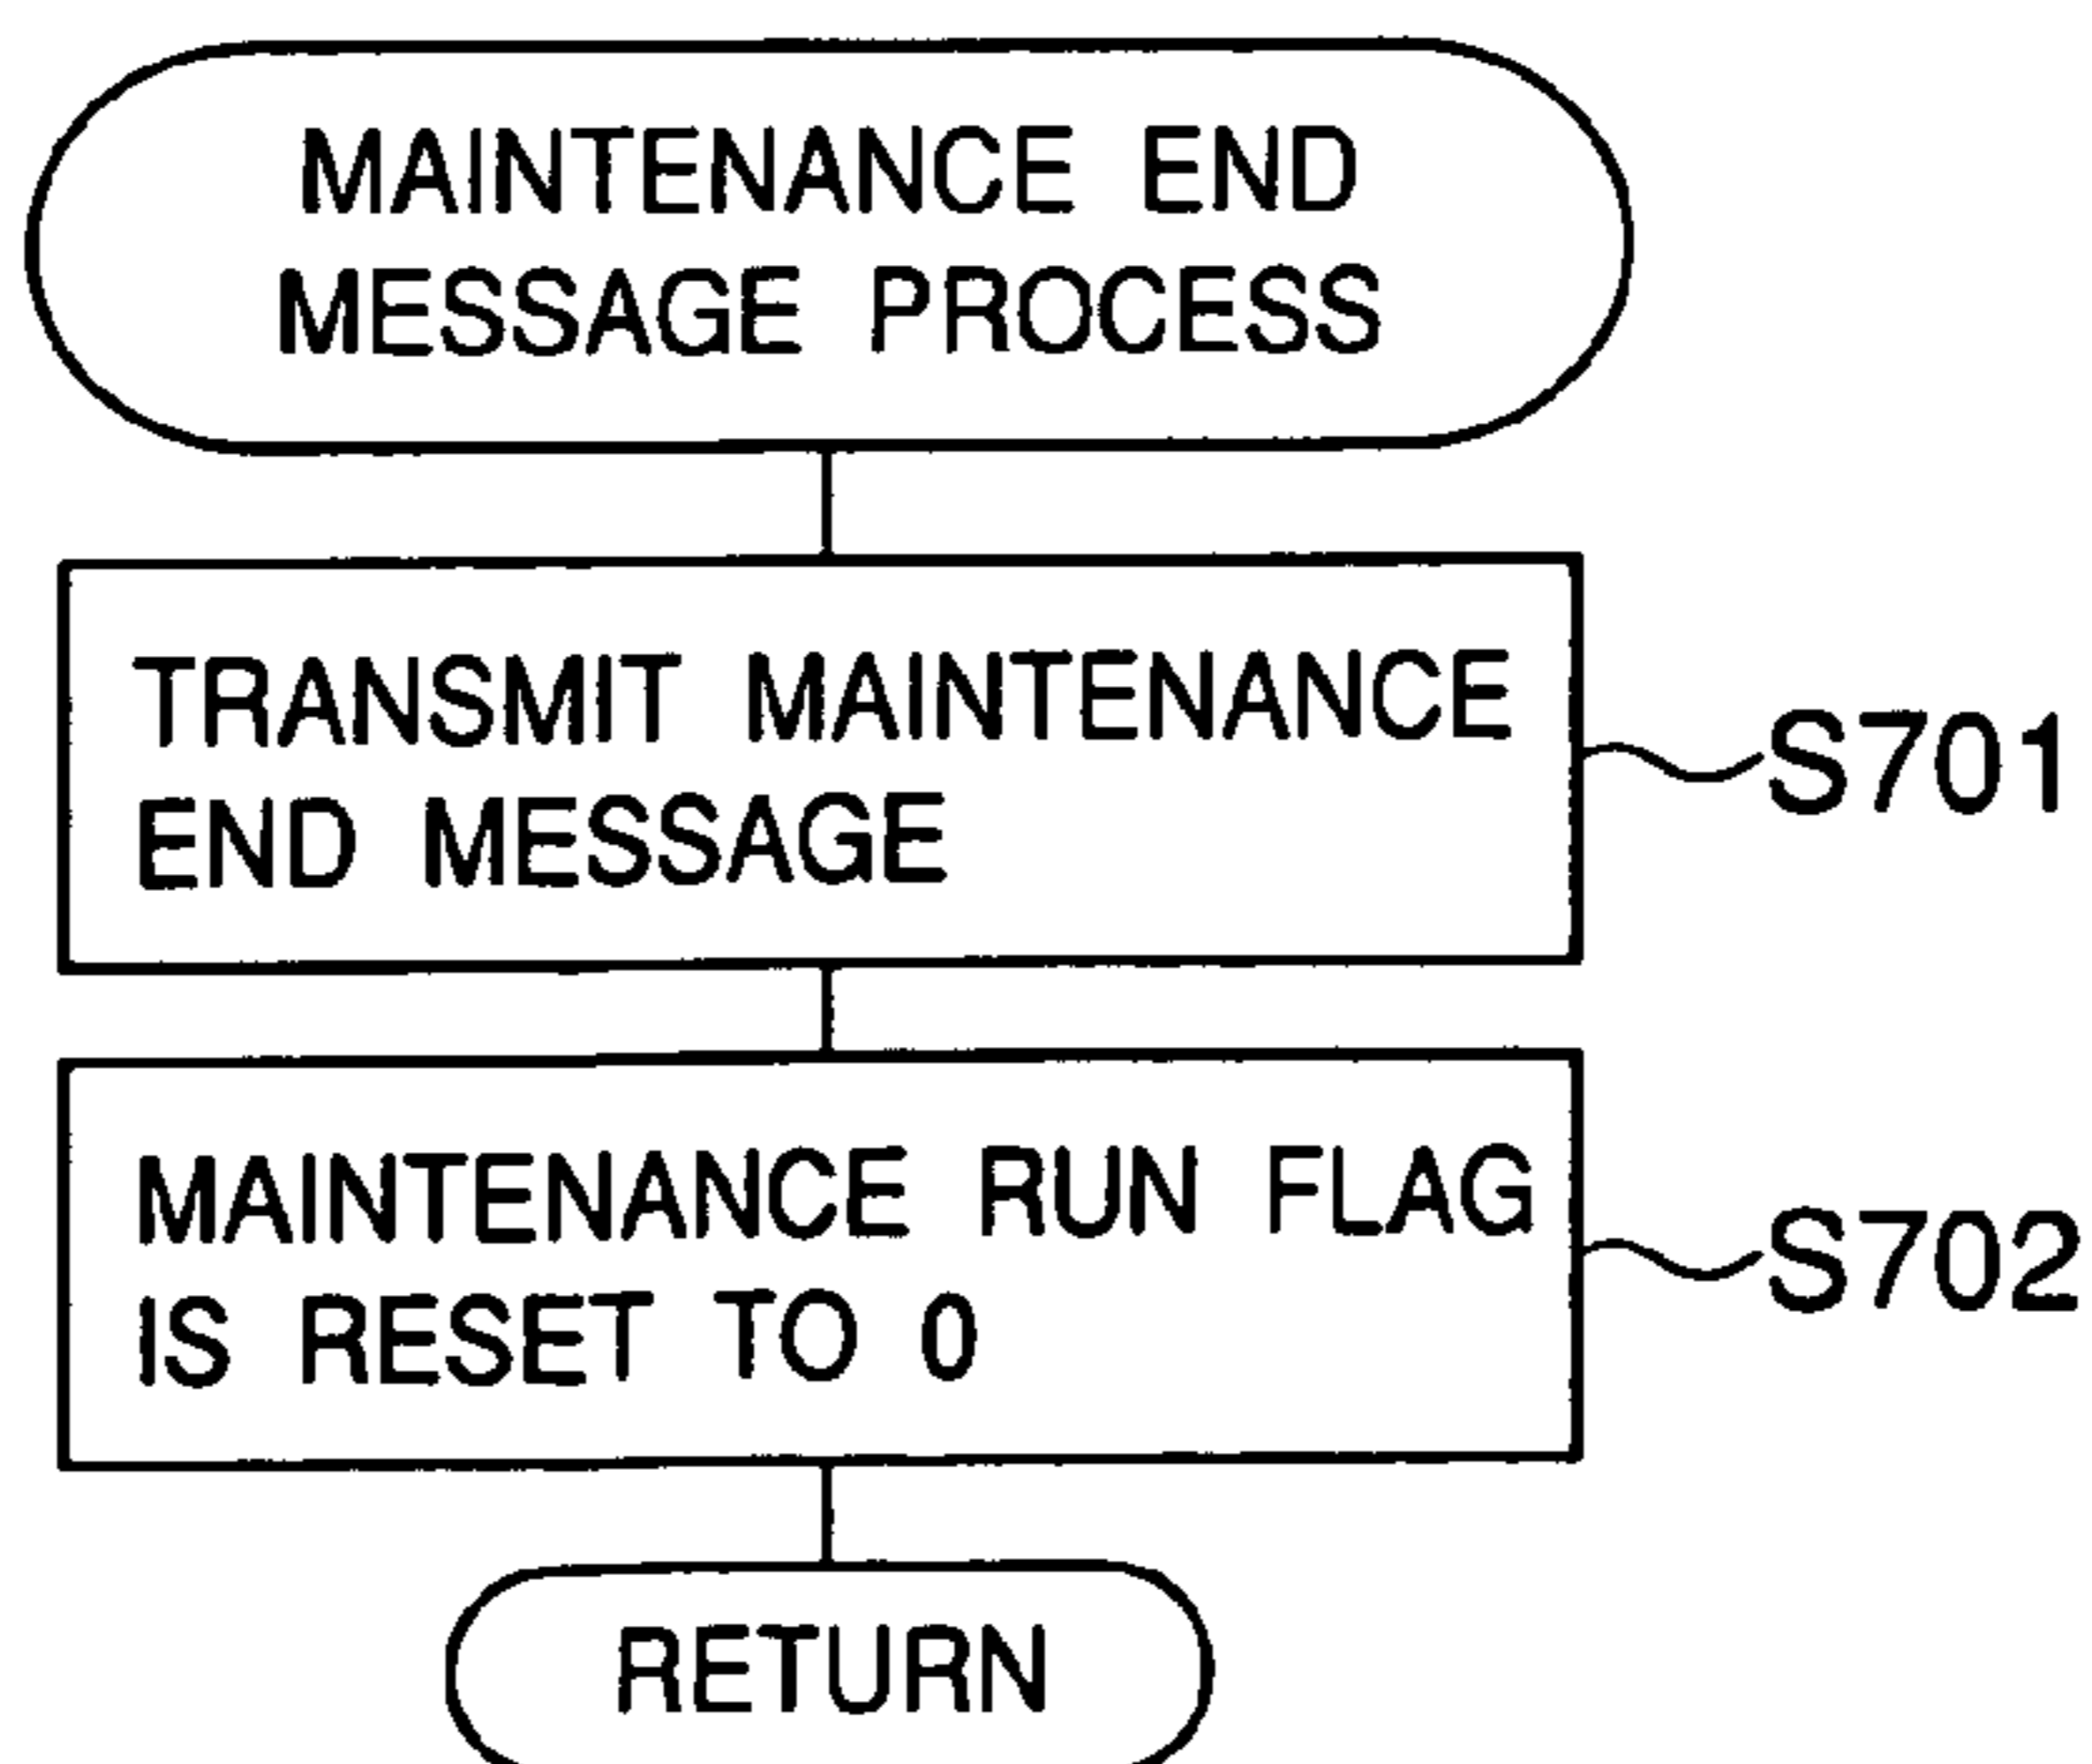 MAINTENANCE END
MESSAGE PROCESS
TRANSMIT MAINTENANCE
END MESSAGE
S701
MAINTENANCE RUN FLAG
IS RESET TO 0
S702
RETURN